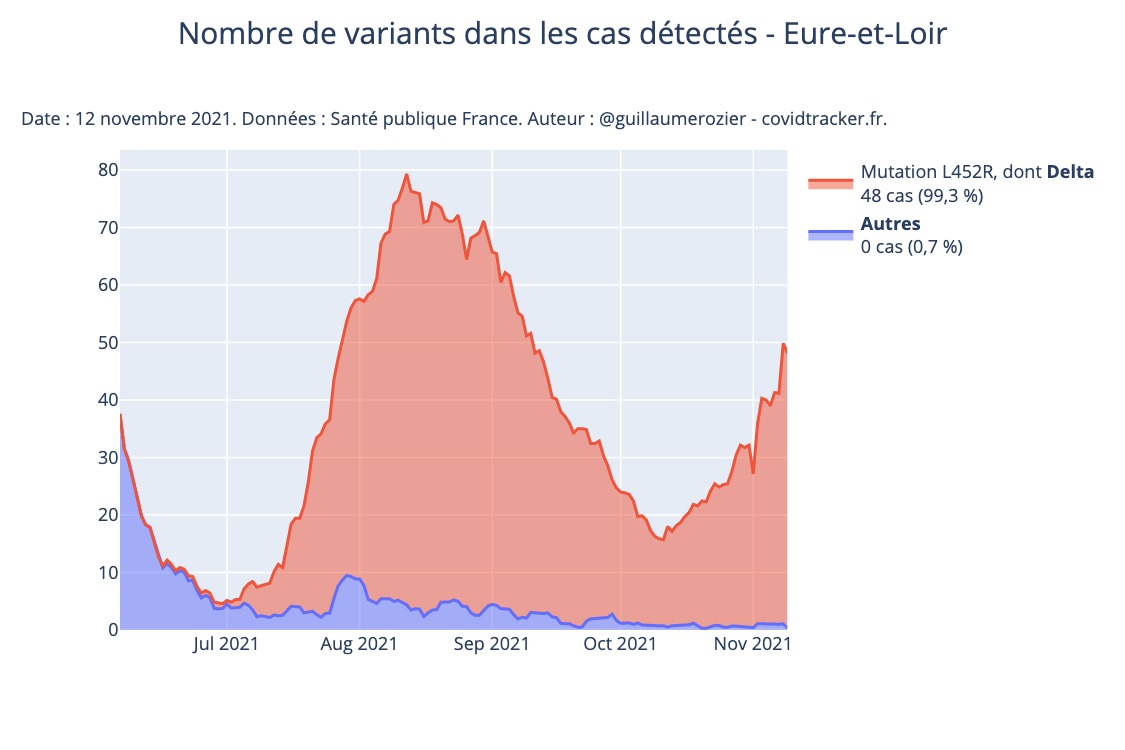 Nombre de variants dans les cas détectés - Eure-et-Loir
Date : 12 novembre 2021. Données : Santé publique France. Auteur : @guillaumerozier - covidtracker.fr.
Mutation L452R, dont Delta
48 cas (99,3 %)
Autres
0 cas (0,7 %)
80
70
60
50
40
30
20
10
0
Jul 2021 Aug 2021 Sep 2021 Oct 2021 Nov 2021